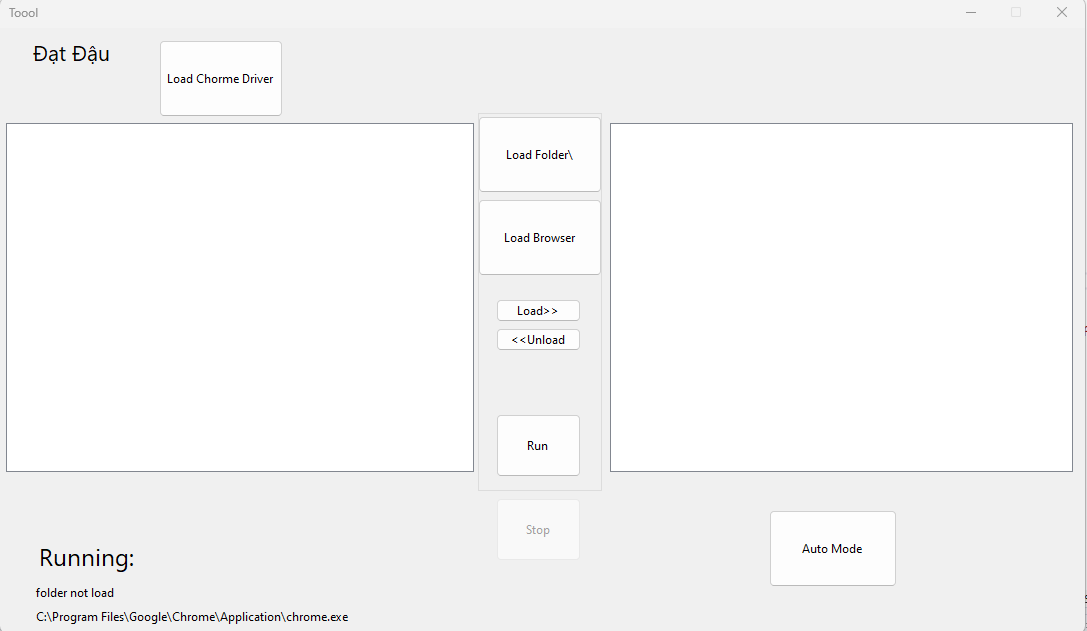 Toool
Đạt Đậu
Load Chorme Driver
Load Folder\
Load Browser
Load>>
<<Unload
Run
Stop
Auto Mode
Running:
folder not load
C:\Program Files\Google\Chrome\Application\chrome.exe